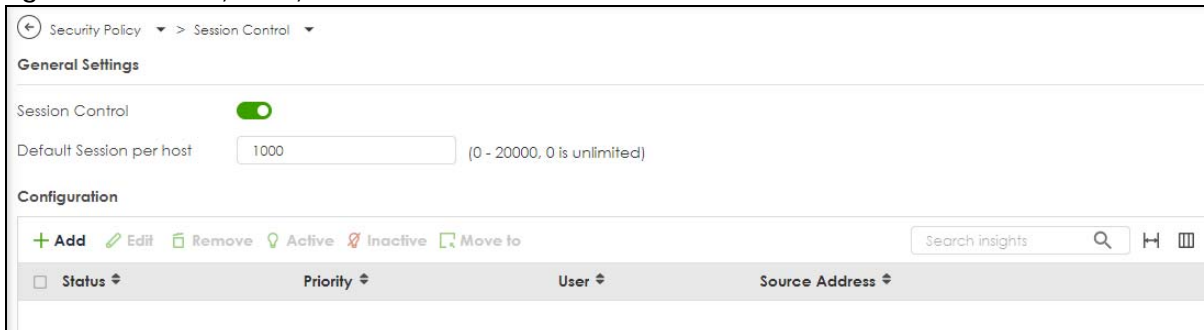 Security Policy > Session Control
General Settings
Session Control
Default Session per host 1000 (0 - 20000, 0 is unlimited)
Configuration
+ Add Edit Remove Active Inactive Move to Search insights
Status Priority User Source Address